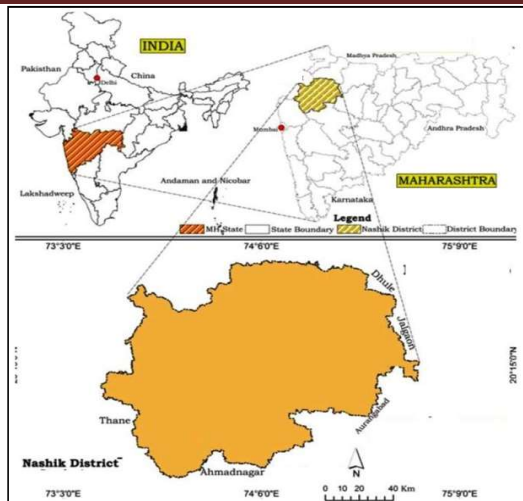 INDIA
Pakisthan
China
Delhi
Lakshadweep
Andaman and Nicobar
Madhya Pradesh
Mumbai
Andhra Pradesh
MAHARASHTRA
Karnataka
Legend
MH State
State Boundary
Nashik District
District Boundary
73°3'0"E
74°6'0"E
75°9'0"E
Dhule
Jalgaon
20°15'0"N
Aurangabad
Thane
Ahmadnagar
Nashik District
N
0 10 20 40 Km
73°3'0"E
74°6'0"E
75°9'0"E